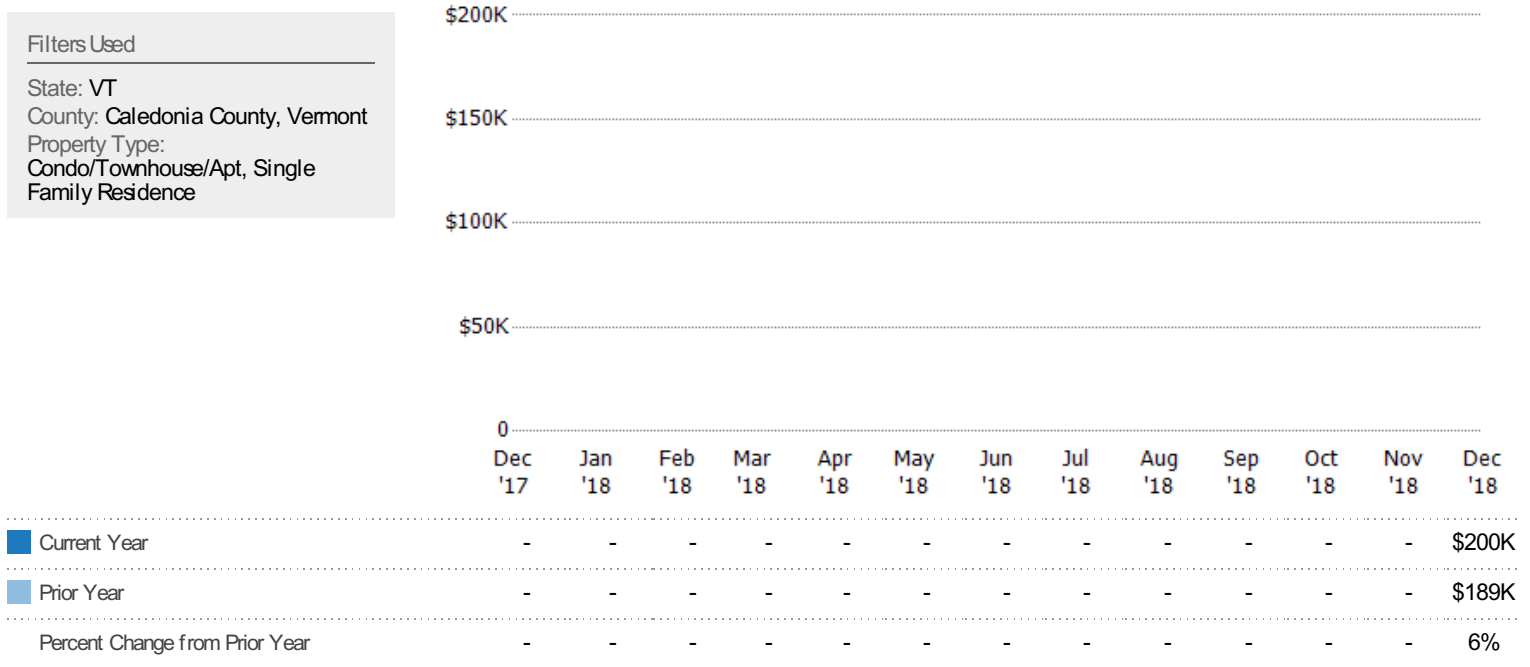 Filters Used
State: VT
County: Caledonia County, Vermont
Property Type:
Condo/Townhouse/Apt, Single
Family Residence
$200K
$150K
$100K
$50K
0
Dec Jan Feb Mar Apr May Jun Jul Aug Sep Oct Nov Dec
'17 '18 '18 '18 '18 '18 '18 '18 '18 '18 '18 '18 '18
Current Year - - - - - - - - - - - - $200K
Prior Year - - - - - - - - - - - - $189K
Percent Change from Prior Year - - - - - - - - - - - - 6%